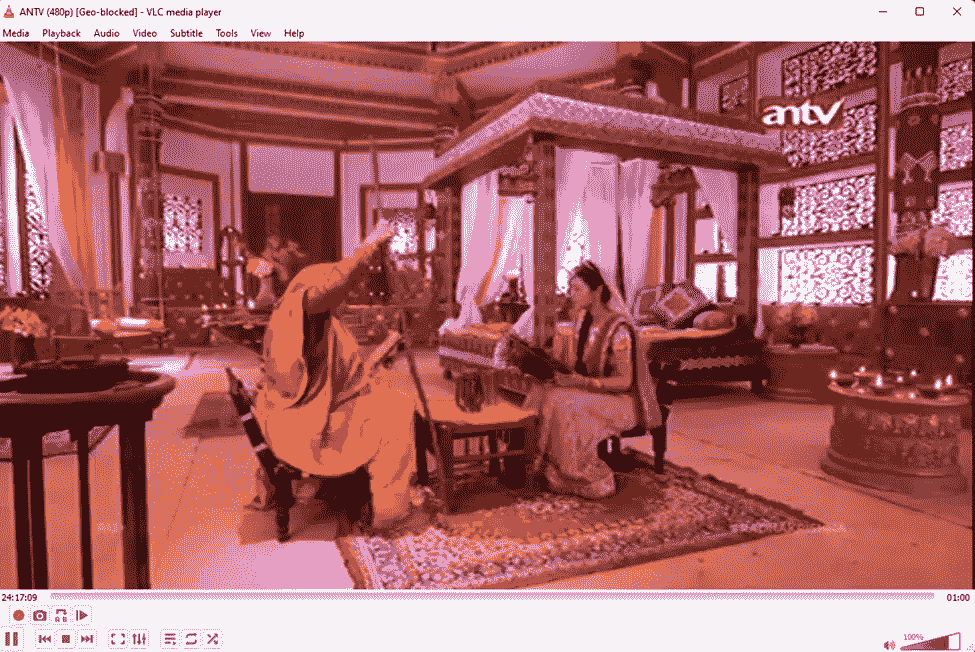 ANTV (480p) [Geo-blocked] - VLC media player
Media Playback Audio Video Subtitle Tools View Help
antv
24:17:09 01:00
100%